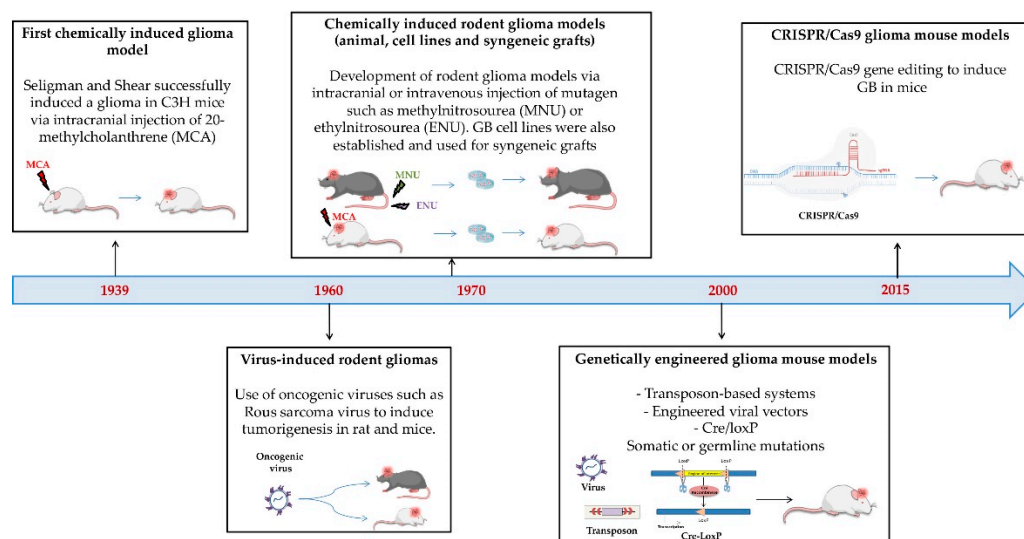 First chemically induced glioma
model
Seligman and Shear successfully
induced a glioma in C3H mice
via intracranial injection of 20-
methylcholanthrene (MCA)
MCA
Chemically induced rodent glioma models
(animal, cell lines and syngeneic grafts)
Development of rodent glioma models via
intracranial or intravenous injection of mutagen
such as methylnitrosourea (MNU) or
ethylnitrosourea (ENU). GB cell lines were also
established and used for syngeneic grafts
MNU
ENU
MCA
CRISPR/Cas9 glioma mouse models
CRISPR/Cas9 gene editing to induce
GB in mice
CRISPR/Cas9
1939
1960
1970
2000
2015
Virus-induced rodent gliomas
Use of oncogenic viruses such as
Rous sarcoma virus to induce
tumorigenesis in rat and mice.
Oncogenic
virus
Genetically engineered glioma mouse models
- Transposon-based systems
- Engineered viral vectors
- Cre/loxP
Somatic or germline mutations
Virus
LoxP
LoxP
Cre
recombinase
LoxP
Transposon
Cre-LoxP